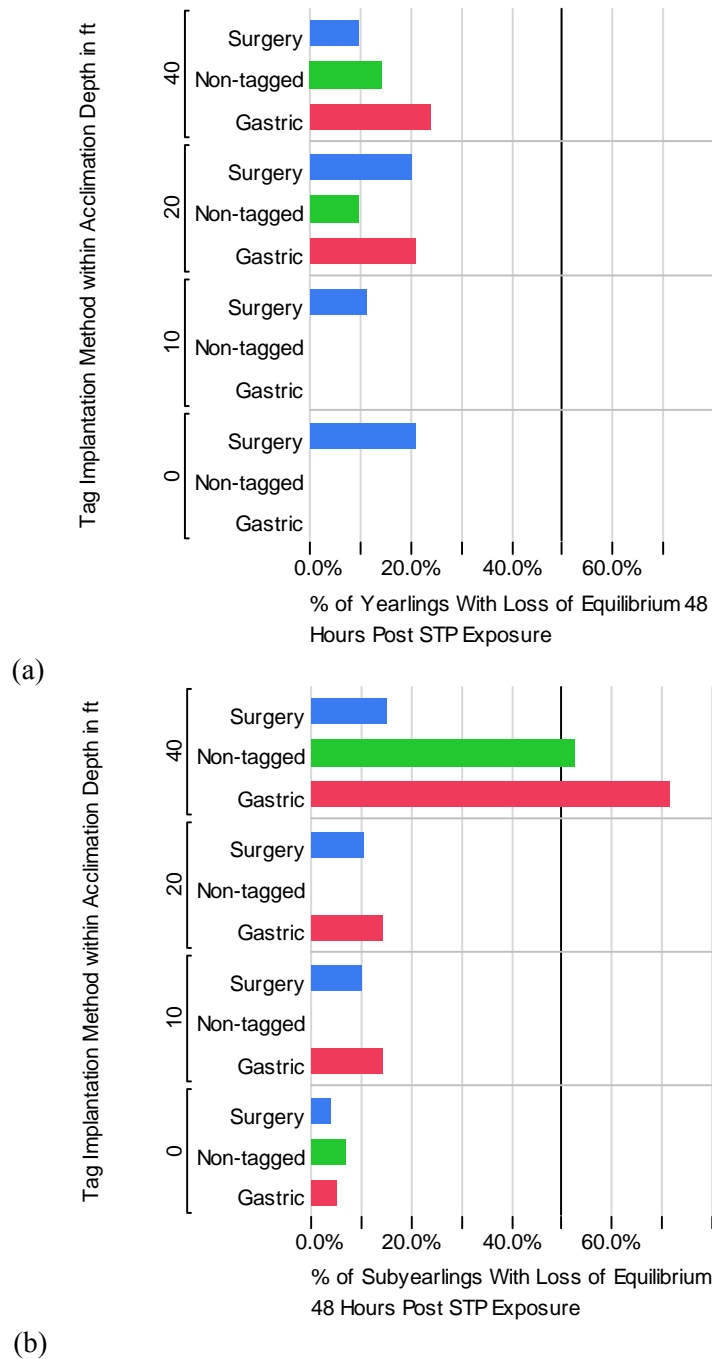 Tag Implantation Method within Acclimation Depth in ft
40
Surgery
Non-tagged
Gastric
20
Surgery
Non-tagged
Gastric
10
Surgery
Non-tagged
Gastric
0
Surgery
Non-tagged
Gastric
0.0% 20.0% 40.0% 60.0%
% of Yearlings With Loss of Equilibrium 48
Hours Post STP Exposure
(a)
Tag Implantation Method within Acclimation Depth in ft
40
Surgery
Non-tagged
Gastric
20
Surgery
Non-tagged
Gastric
10
Surgery
Non-tagged
Gastric
0
Surgery
Non-tagged
Gastric
0.0% 20.0% 40.0% 60.0%
% of Subyearlings With Loss of Equilibrium
48 Hours Post STP Exposure
(b)